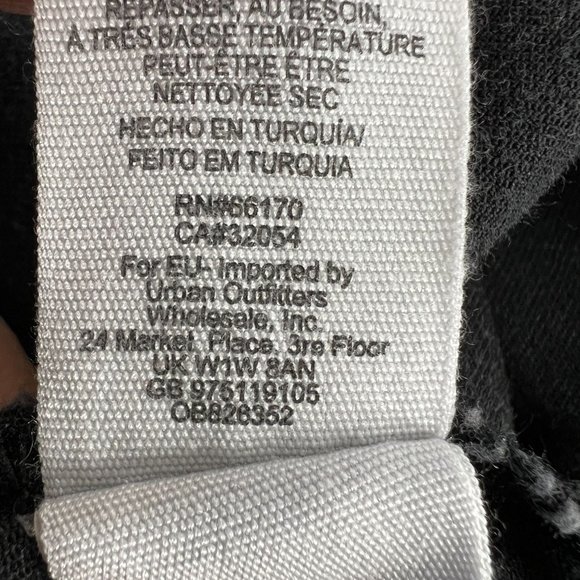 REPASSER, AU BESOIN,
À TRÉS BASSE TEMPÉRATURE
PEUT-ÊTRE ÊTRE
NETTOYÉE SEC
HECHO EN TURQUÍA/
FEITO EM TURQUIA
RN#66170
CA#32054
For EU- Imported by
Urban Outfitters
Wholesale, Inc.
24 Market. Place. 3re Floor
UK W1W 8AN
GB 975119105
OB826352